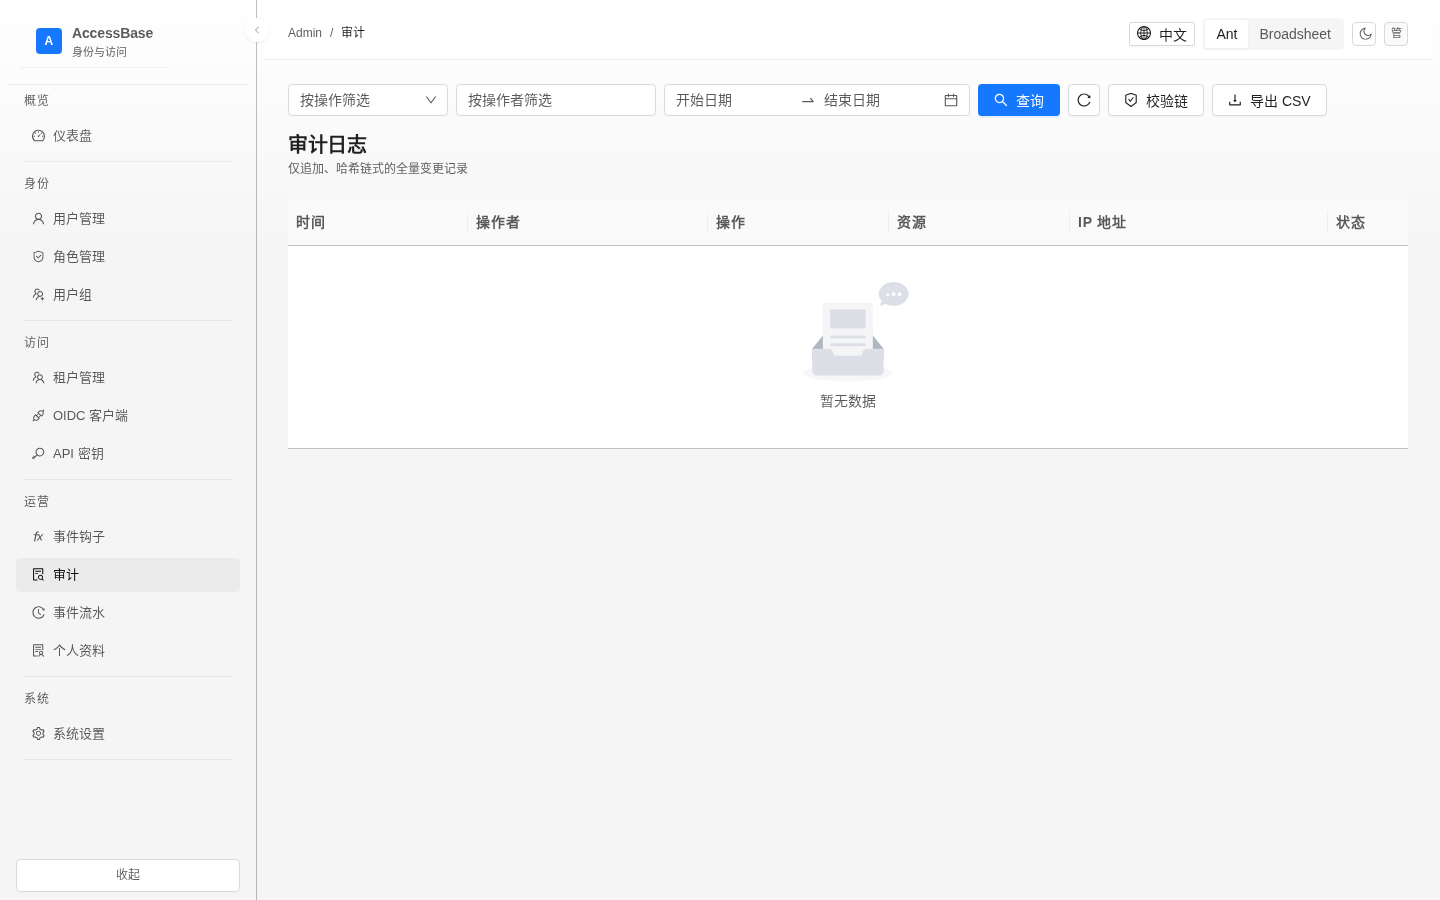 A
AccessBase
身份与访问
概览
仪表盘
身份
用户管理
角色管理
用户组
访问
租户管理
OIDC 客户端
API 密钥
运营
fx 事件钩子
审计
事件流水
个人资料
系统
系统设置
收起
Admin / 审计
中文
Ant Broadsheet
管
按操作筛选
按操作者筛选
开始日期
结束日期
查询
校验链
导出 CSV
审计日志
仅追加、哈希链式的全量变更记录
时间 操作者 操作 资源 IP 地址 状态
暂无数据